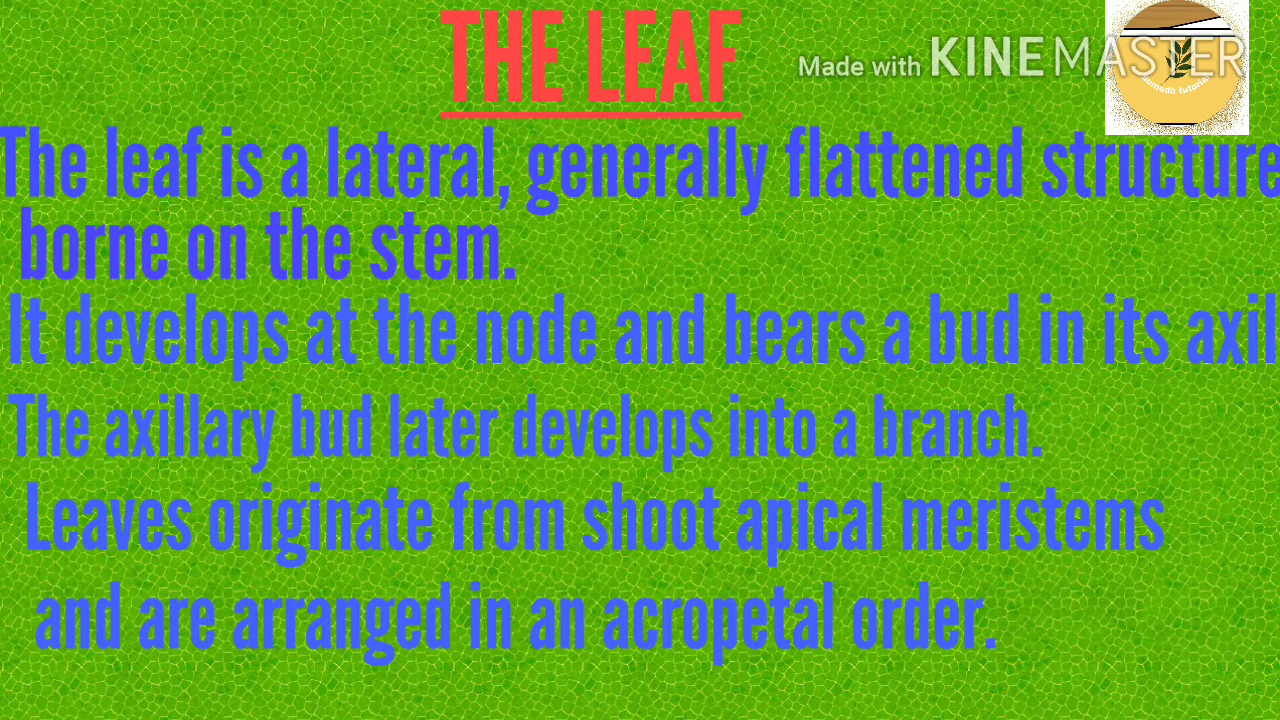 THE LEAF
Made with KINEMASTER
The leaf is a lateral, generally flattened structure
borne on the stem.
It develops at the node and bears a bud in its axil
The axillary bud later develops into a branch.
Leaves originate from shoot apical meristems
and are arranged in an acropetal order.